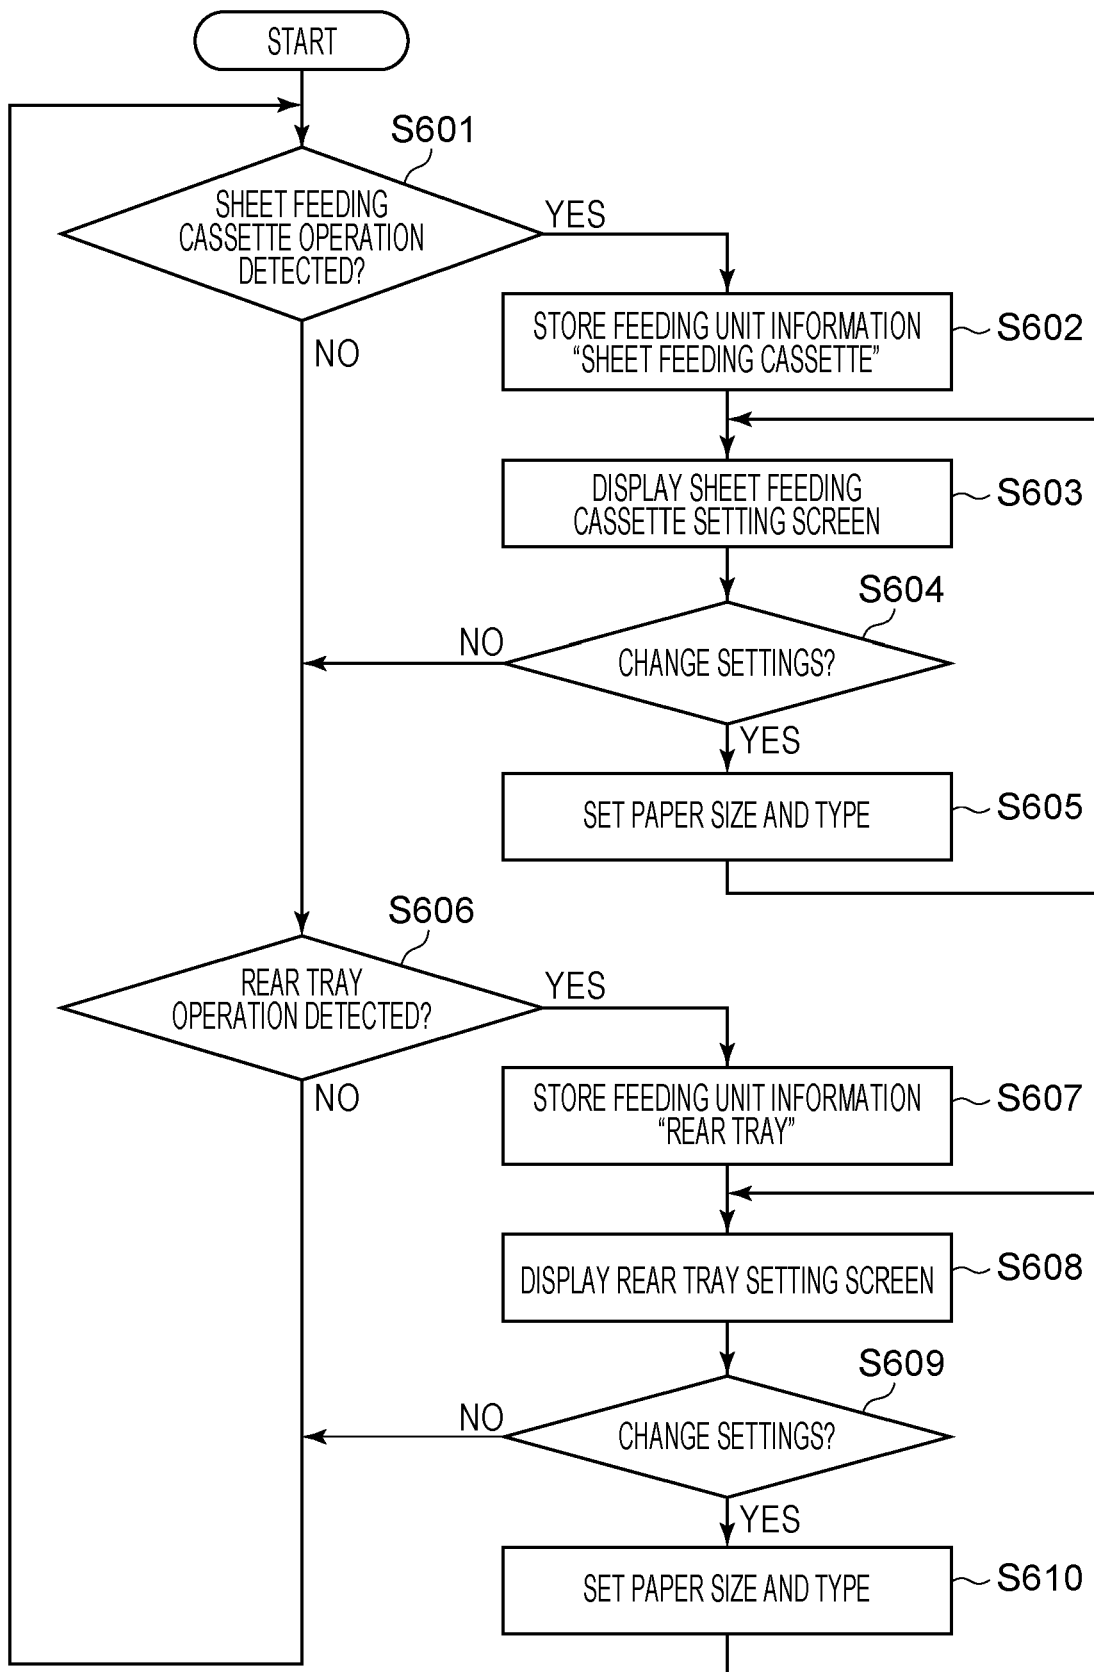 START
S601
SHEET FEEDING
CASSETTE OPERATION
DETECTED?
YES
NO
STORE FEEDING UNIT INFORMATION
“SHEET FEEDING CASSETTE”
S602
DISPLAY SHEET FEEDING
CASSETTE SETTING SCREEN
S603
S604
CHANGE SETTINGS?
NO
YES
SET PAPER SIZE AND TYPE
S605
S606
REAR TRAY
OPERATION DETECTED?
YES
NO
STORE FEEDING UNIT INFORMATION
“REAR TRAY”
S607
DISPLAY REAR TRAY SETTING SCREEN
S608
S609
CHANGE SETTINGS?
NO
YES
SET PAPER SIZE AND TYPE
S610